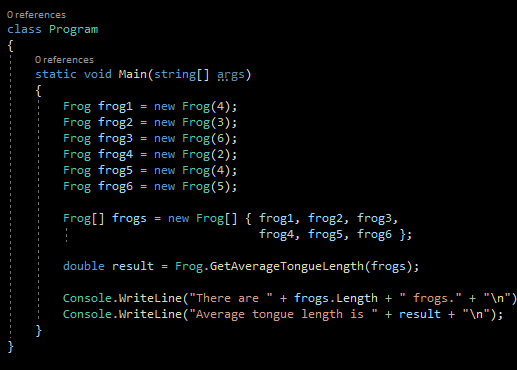 0 references
class Program
{
0 references
static void Main(string[] args)
{
Frog frog1 = new Frog(4);
Frog frog2 = new Frog(3);
Frog frog3 = new Frog(6);
Frog frog4 = new Frog(2);
Frog frog5 = new Frog(4);
Frog frog6 = new Frog(5);
Frog[] frogs = new Frog[] { frog1, frog2, frog3,
frog4, frog5, frog6 };
double result = Frog.GetAverageTongueLength(frogs);
Console.WriteLine("There are " + frogs.Length + " frogs." + "\n")
Console.WriteLine("Average tongue length is " + result + "\n");
}
}